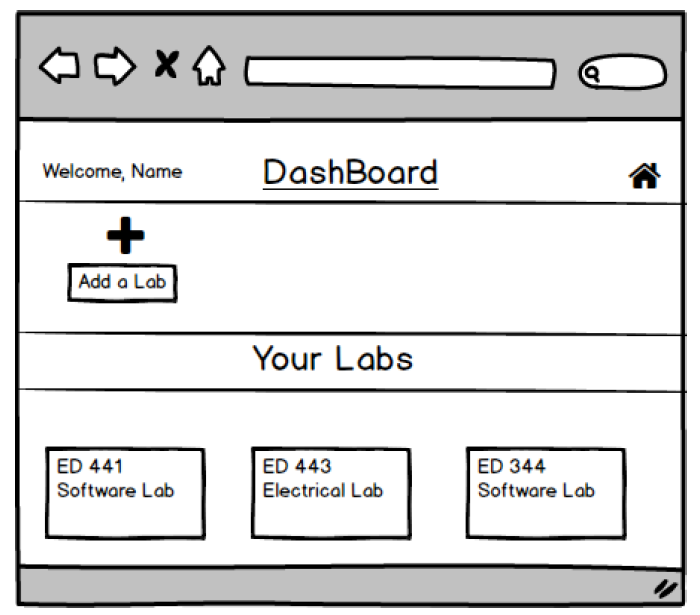 Welcome, Name
DashBoard
Add a Lab
Your Labs
ED 441
Software Lab
ED 443
Electrical Lab
ED 344
Software Lab